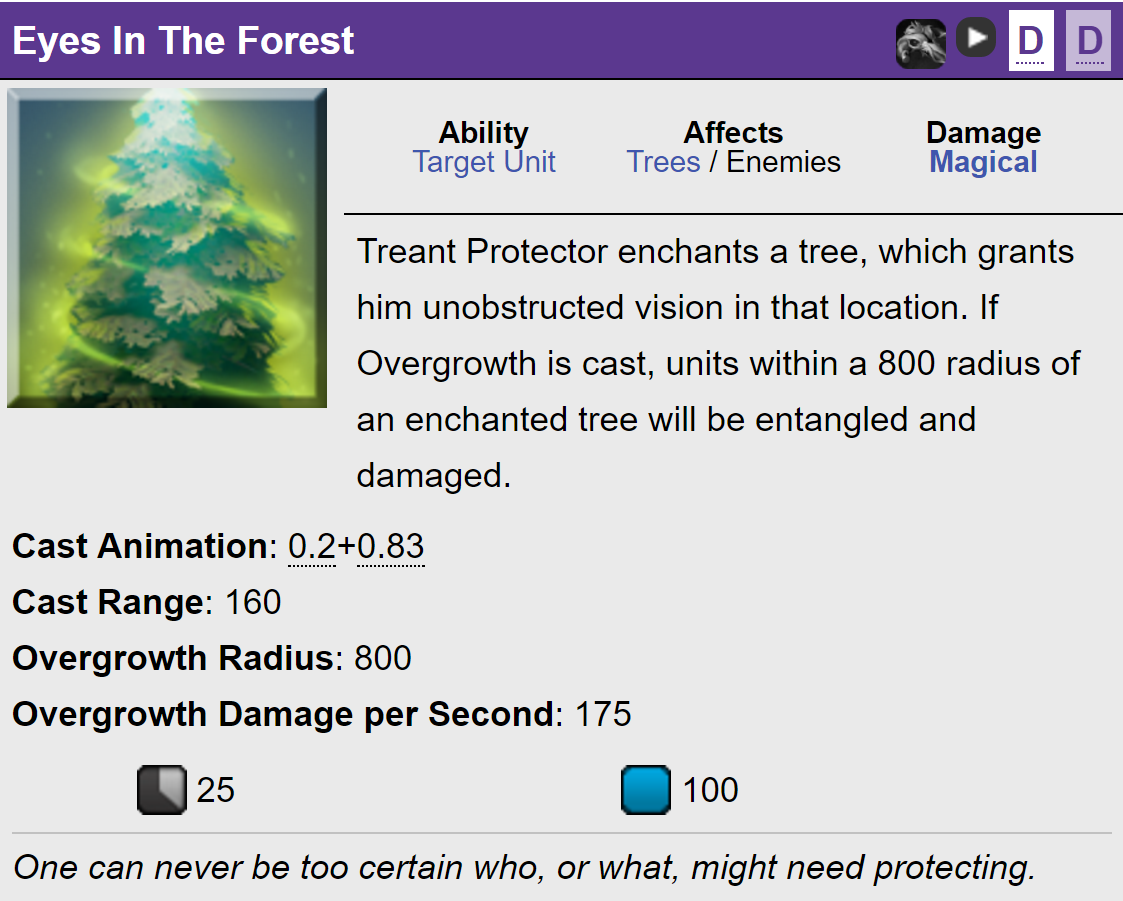 Eyes In The Forest D D
Ability Affects Damage
Target Unit Trees / Enemies Magical
Treant Protector enchants a tree, which grants
him unobstructed vision in that location. If
Overgrowth is cast, units within a 800 radius of
an enchanted tree will be entangled and
damaged.
Cast Animation: 0.2+0.83
Cast Range: 160
Overgrowth Radius: 800
Overgrowth Damage per Second: 175
25 100
One can never be too certain who, or what, might need protecting.